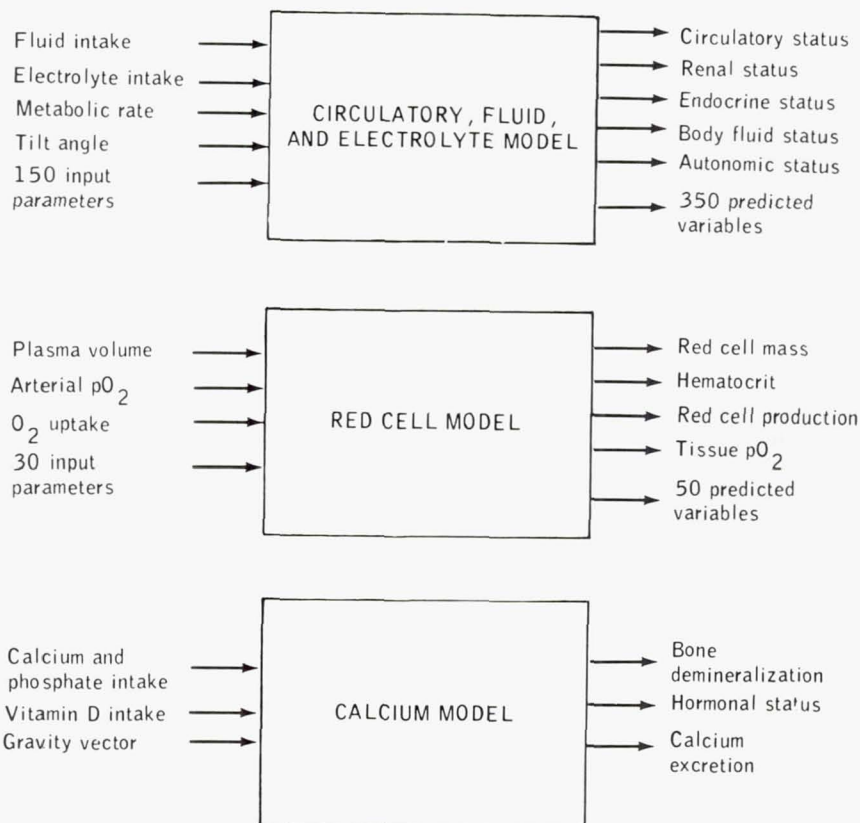 Fluid intake
Electrolyte intake
Metabolic rate
Tilt angle
150 input
parameters
CIRCULATORY, FLUID,
AND ELECTROLYTE MODEL
Circulatory status
Renal status
Endocrine status
Body fluid status
Autonomic status
350 predicted
variables
Plasma volume
Arterial pO2
O2 uptake
30 input
parameters
RED CELL MODEL
Red cell mass
Hematocrit
Red cell production
Tissue pO2
50 predicted
variables
Calcium and
phosphate intake
Vitamin D intake
Gravity vector
CALCIUM MODEL
Bone
demineralization
Hormonal status
Calcium
excretion